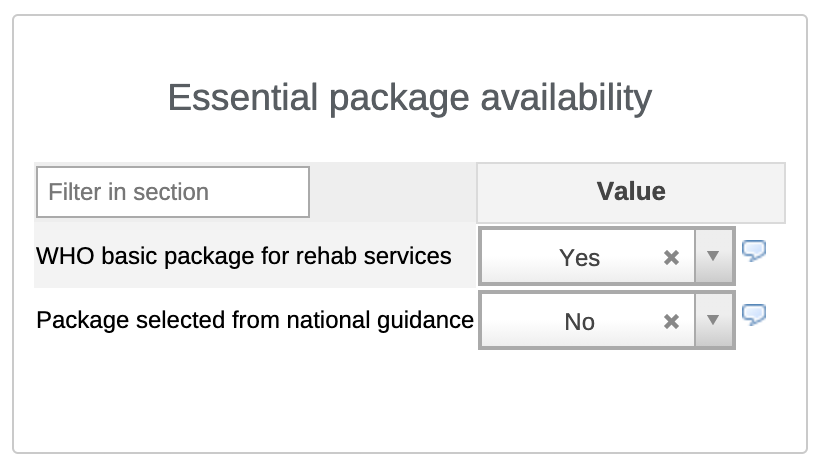 Essential package availability
Filter in section
Value
WHO basic package for rehab services
Yes
Package selected from national guidance
No